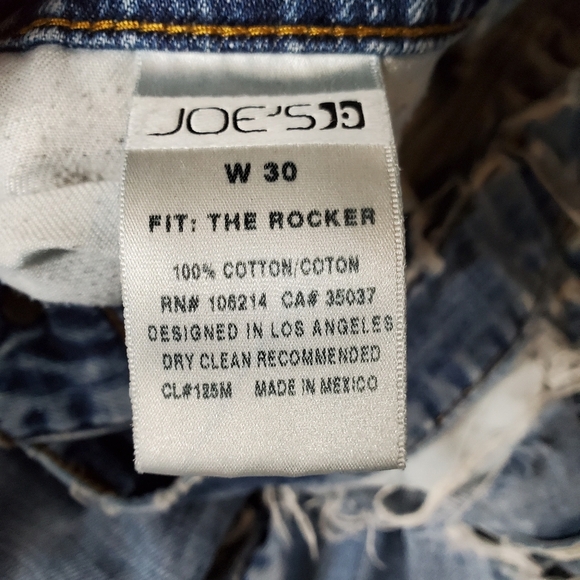 JOE'S
W 30
FIT: THE ROCKER
100% COTTON/COTON
RN# 106214 CA# 35037
DESIGNED IN LOS ANGELES
DRY CLEAN RECOMMENDED
CL#185M MADE IN MEXICO